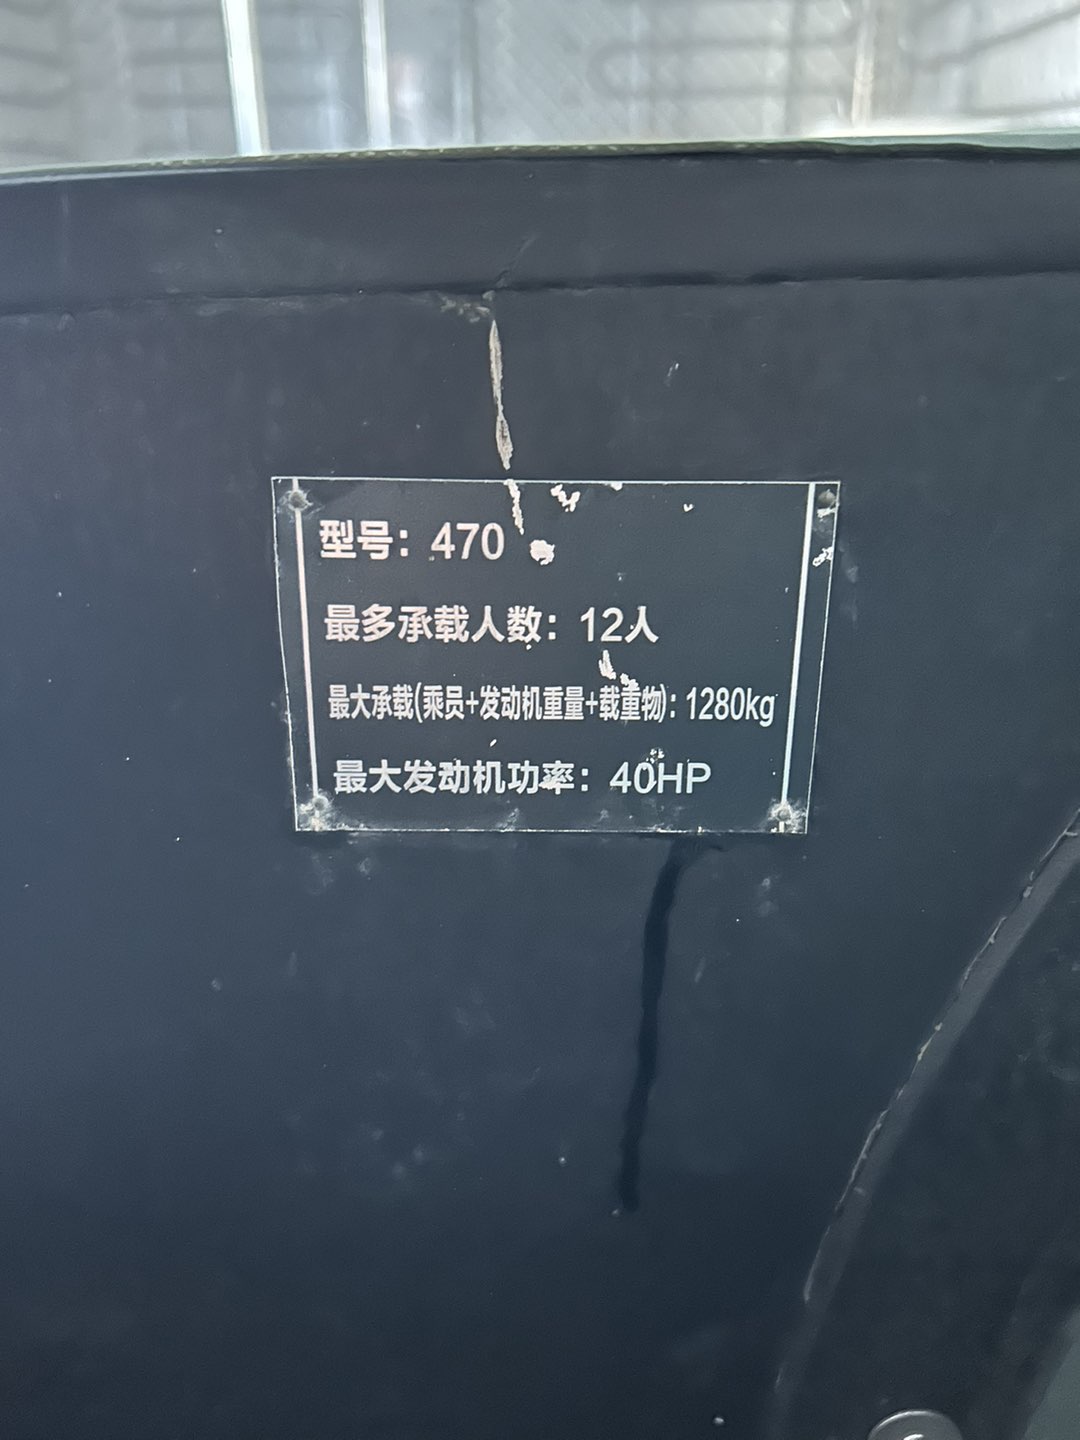 型号：470
最多承载人数：12人
最大承载(乘员+发动机重量+载重物)：1280kg
最大发动机功率：40HP